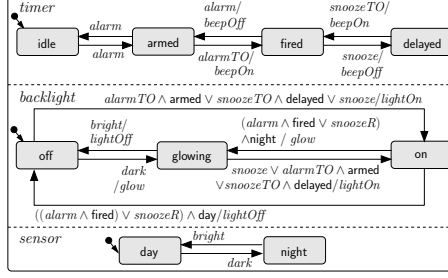 timer
alarm
alarm/
beepOff
snoozeTO/
beepOn
idle
armed
fired
delayed
alarm
alarmTO/
beepOn
snooze/
beepOff
backlight
alarmTO ∧ armed ∨ snoozeTO ∧ delayed ∨ snooze/lightOn
bright/
lightOff
(alarm ∧ fired ∨ snoozeR)
∧night / glow
off
glowing
on
dark
/glow
snooze ∨ alarmTO ∧ armed
∨snoozeTO ∧ delayed/lightOn
((alarm ∧ fired) ∨ snoozeR) ∧ day/lightOff
sensor
bright
day
night
dark